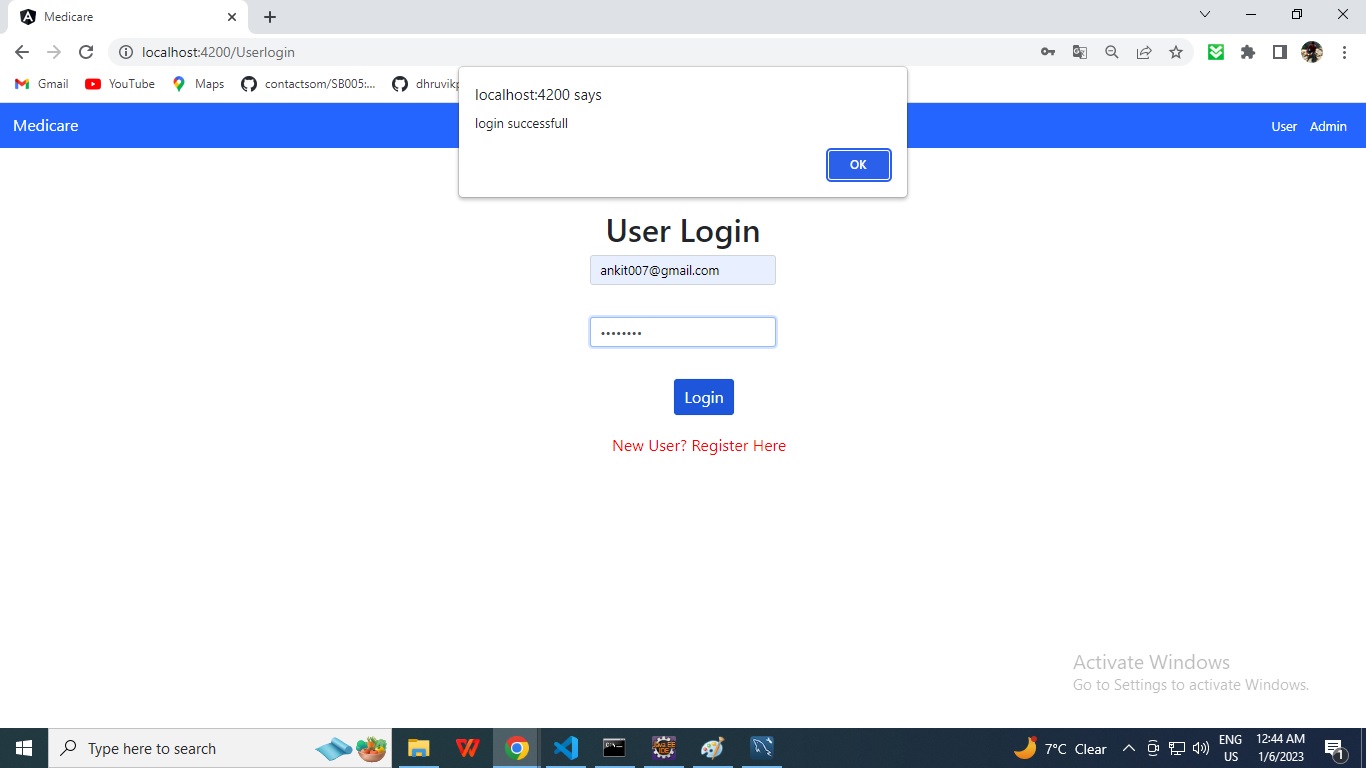 Medicare
localhost:4200/Userlogin
Gmail
YouTube
Maps
contactsom/SB005:...
dhruvikp
localhost:4200 says
login successfull
OK
Medicare
User
Admin
User Login
ankit007@gmail.com
••••••••
Login
New User? Register Here
Activate Windows
Go to Settings to activate Windows.
Type here to search
7°C Clear
ENG
US
12:44 AM
1/6/2023
1